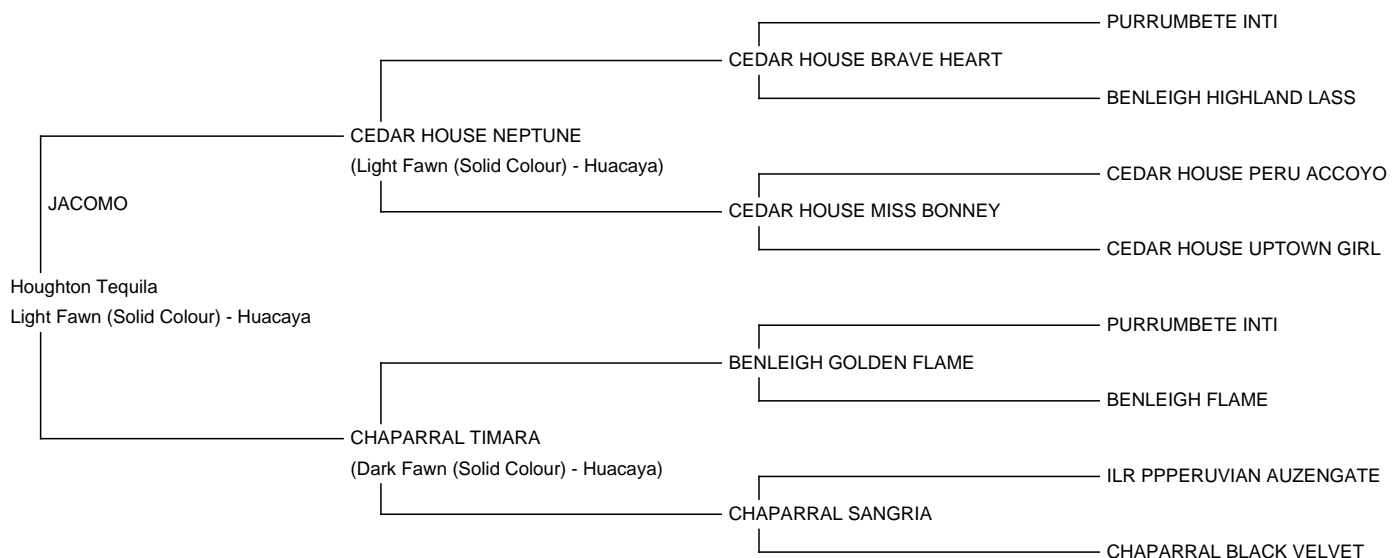 PURRUMBETE INTI
CEDAR HOUSE BRAVE HEART
BENLEIGH HIGHLAND LASS
CEDAR HOUSE NEPTUNE
(Light Fawn (Solid Colour) - Huacaya)
CEDAR HOUSE PERU ACCOYO
JACOMO
CEDAR HOUSE MISS BONNEY
CEDAR HOUSE UPTOWN GIRL
Houghton Tequila
Light Fawn (Solid Colour) - Huacaya
PURRUMBETE INTI
BENLEIGH GOLDEN FLAME
BENLEIGH FLAME
CHAPARRAL TIMARA
(Dark Fawn (Solid Colour) - Huacaya)
ILR PPPERUVIAN AUZENGATE
CHAPARRAL SANGRIA
CHAPARRAL BLACK VELVET